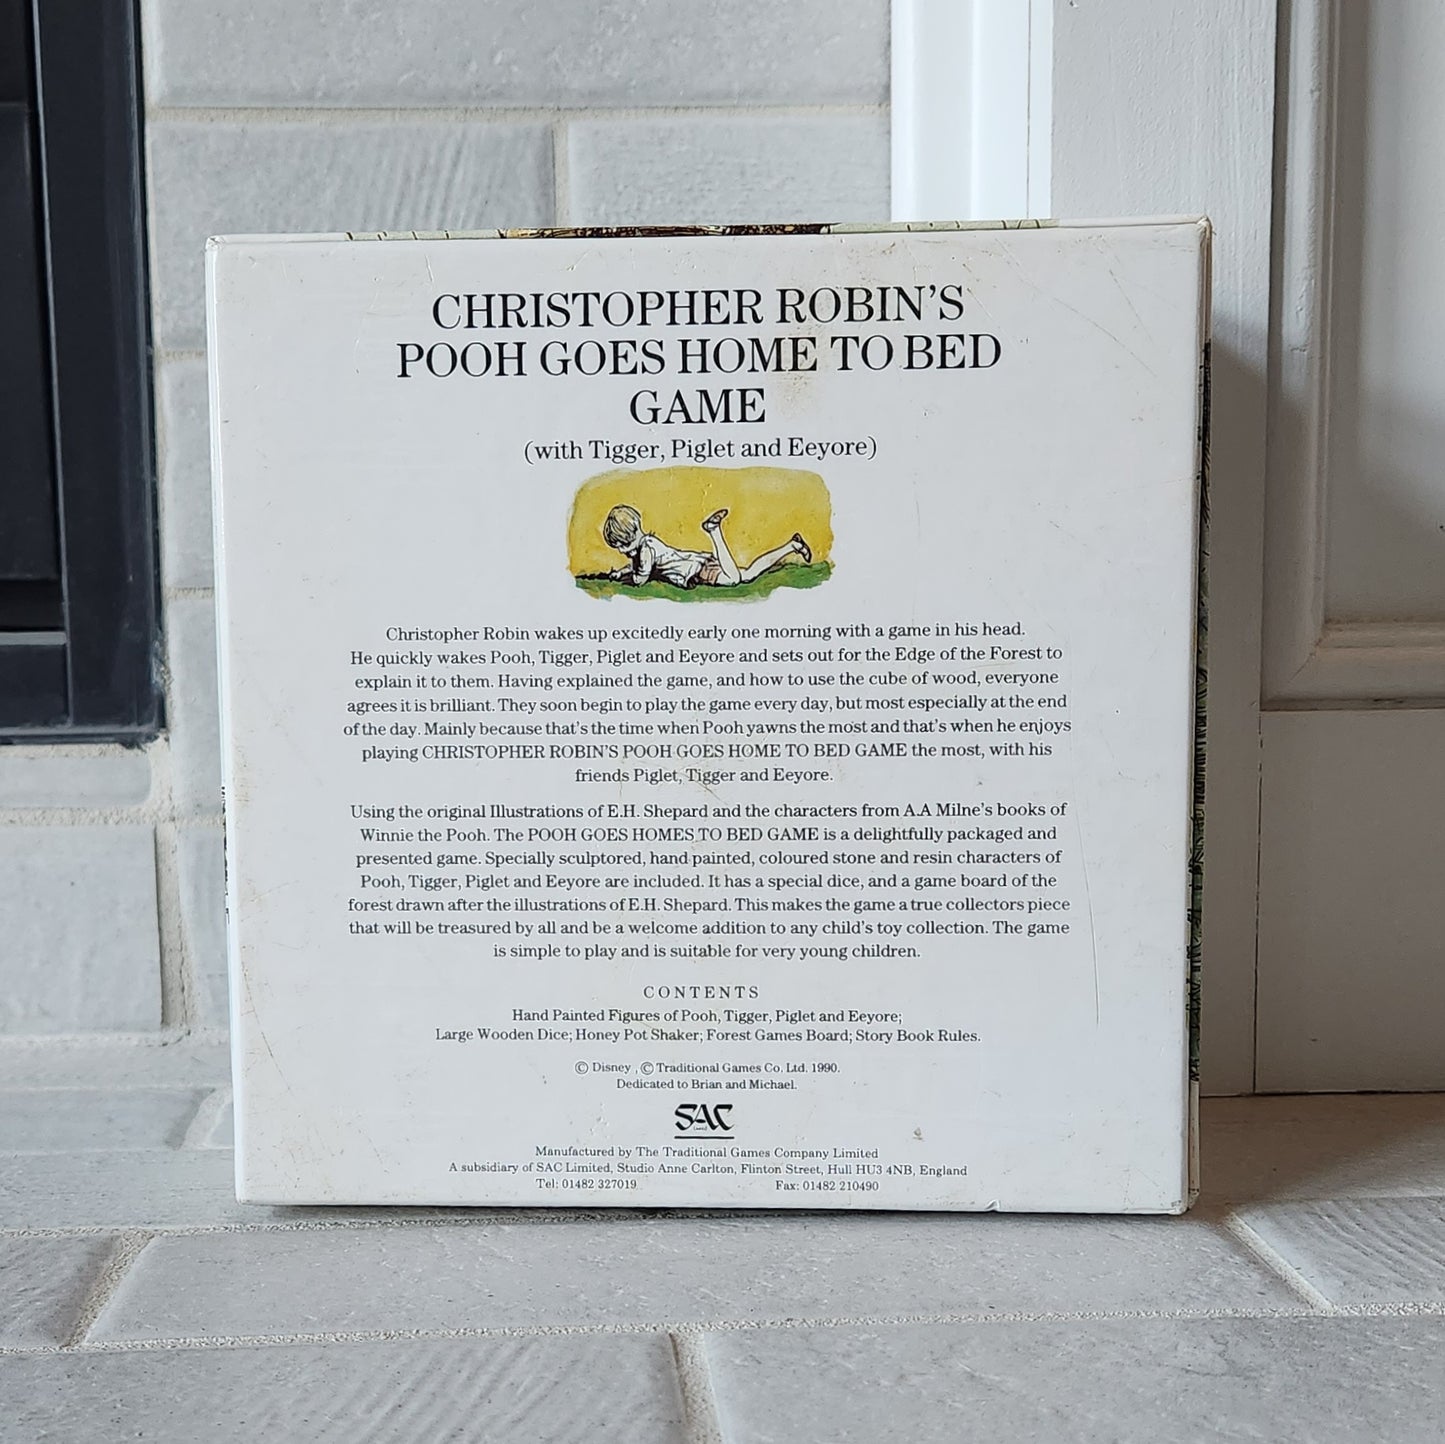 CHRISTOPHER ROBIN'S
POOH GOES HOME TO BED
GAME
(with Tigger, Piglet and Eeyore)
Christopher Robin wakes up excitedly early one morning with a game in his head.
He quickly wakes Pooh, Tigger, Piglet and Eeyore and sets out for the Edge of the Forest to
explain it to them. Having explained the game, and how to use the cube of wood, everyone
agrees it is brilliant. They soon begin to play the game every day, but most especially at the end
of the day. Mainly because that's the time when Pooh yawns the most and that's when he enjoys
playing CHRISTOPHER ROBIN'S POOH GOES HOME TO BED GAME the most, with his
friends Piglet, Tigger and Eeyore.
Using the original Illustrations of E.H. Shepard and the characters from A.A Milne's books of
Winnie the Pooh. The POOH GOES HOMES TO BED GAME is a delightfully packaged and
presented game. Specially sculptored, hand painted, coloured stone and resin characters of
Pooh, Tigger, Piglet and Eeyore are included. It has a special dice, and a game board of the
forest drawn after the illustrations of E.H. Shepard. This makes the game a true collectors piece
that will be treasured by all and be a welcome addition to any child's toy collection. The game
is simple to play and is suitable for very young children.
CONTENTS
Hand Painted Figures of Pooh, Tigger, Piglet and Eeyore;
Large Wooden Dice; Honey Pot Shaker; Forest Games Board; Story Book Rules.
© Disney , © Traditional Games Co. Ltd. 1990.
Dedicated to Brian and Michael.
SAC
Manufactured by The Traditional Games Company Limited
A subsidiary of SAC Limited, Studio Anne Carlton, Flinton Street, Hull HU3 4NB, England
Tel: 01482 327019 Fax: 01482 210490